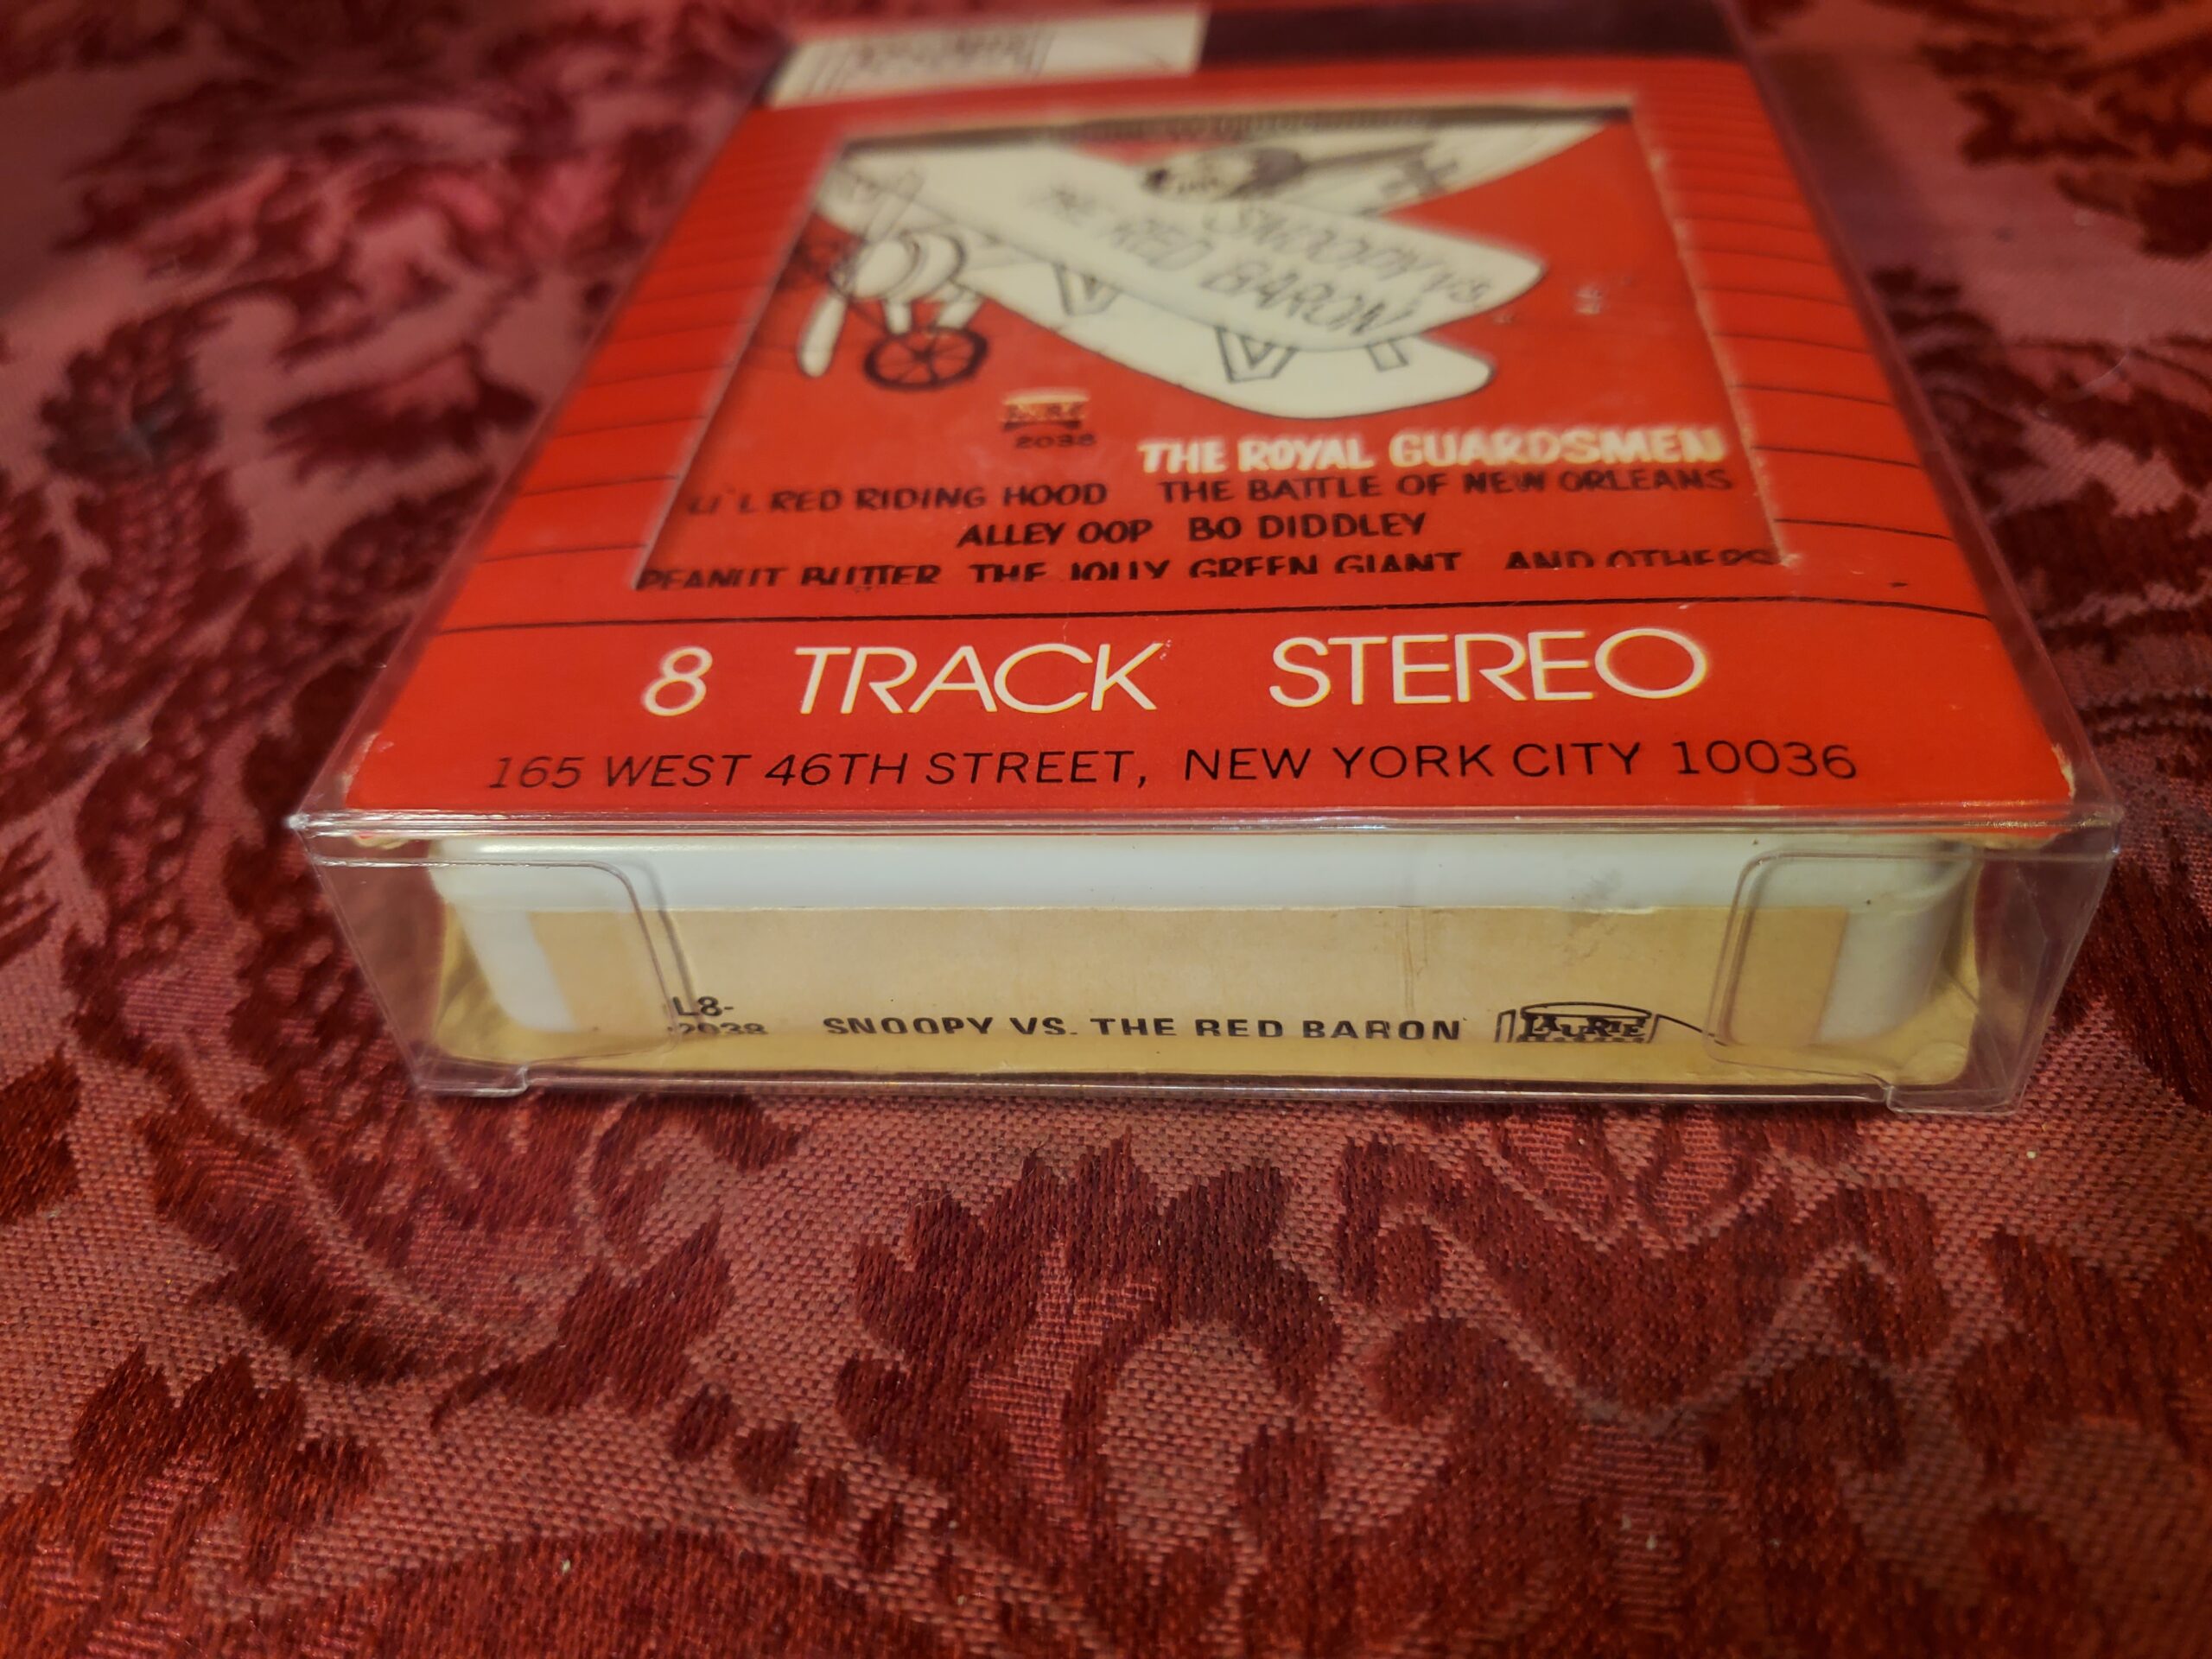 SNOOPY VS.
THE RED BARON
2038
THE ROYAL GUARDSMEN
LI'L RED RIDING HOOD THE BATTLE OF NEW ORLEANS
ALLEY OOP BO DIDDLEY
PEANUT BUTTER THE JOLLY GREEN GIANT AND OTHERS
8 TRACK STEREO
165 WEST 46TH STREET, NEW YORK CITY 10036
L8-
2038
SNOOPY VS. THE RED BARON
LAURIE